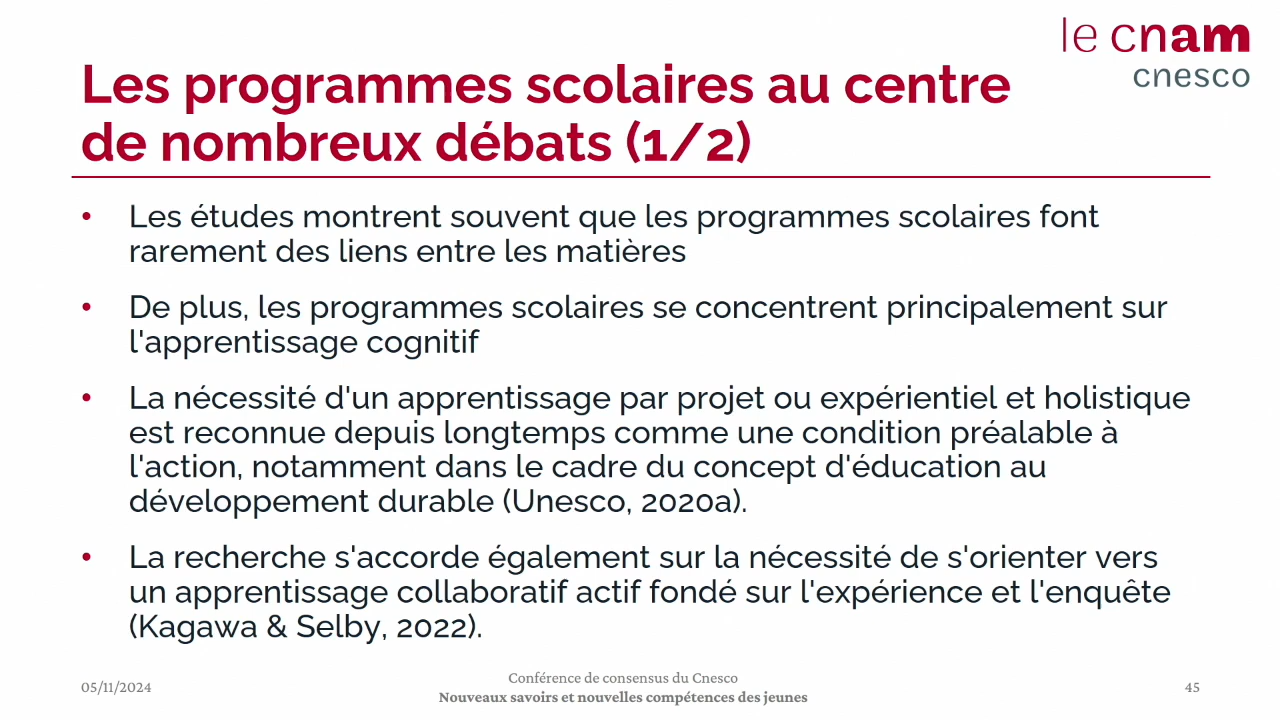 le cnam
cnesco
Les programmes scolaires au centre
de nombreux débats (1/2)
• Les études montrent souvent que les programmes scolaires font
rarement des liens entre les matières
• De plus, les programmes scolaires se concentrent principalement sur
l'apprentissage cognitif
• La nécessité d'un apprentissage par projet ou expérientiel et holistique
est reconnue depuis longtemps comme une condition préalable à
l'action, notamment dans le cadre du concept d'éducation au
développement durable (Unesco, 2020a).
• La recherche s'accorde également sur la nécessité de s'orienter vers
un apprentissage collaboratif actif fondé sur l'expérience et l'enquête
(Kagawa & Selby, 2022).
05/11/2024
Conférence de consensus du Cnesco
Nouveaux savoirs et nouvelles compétences des jeunes
45